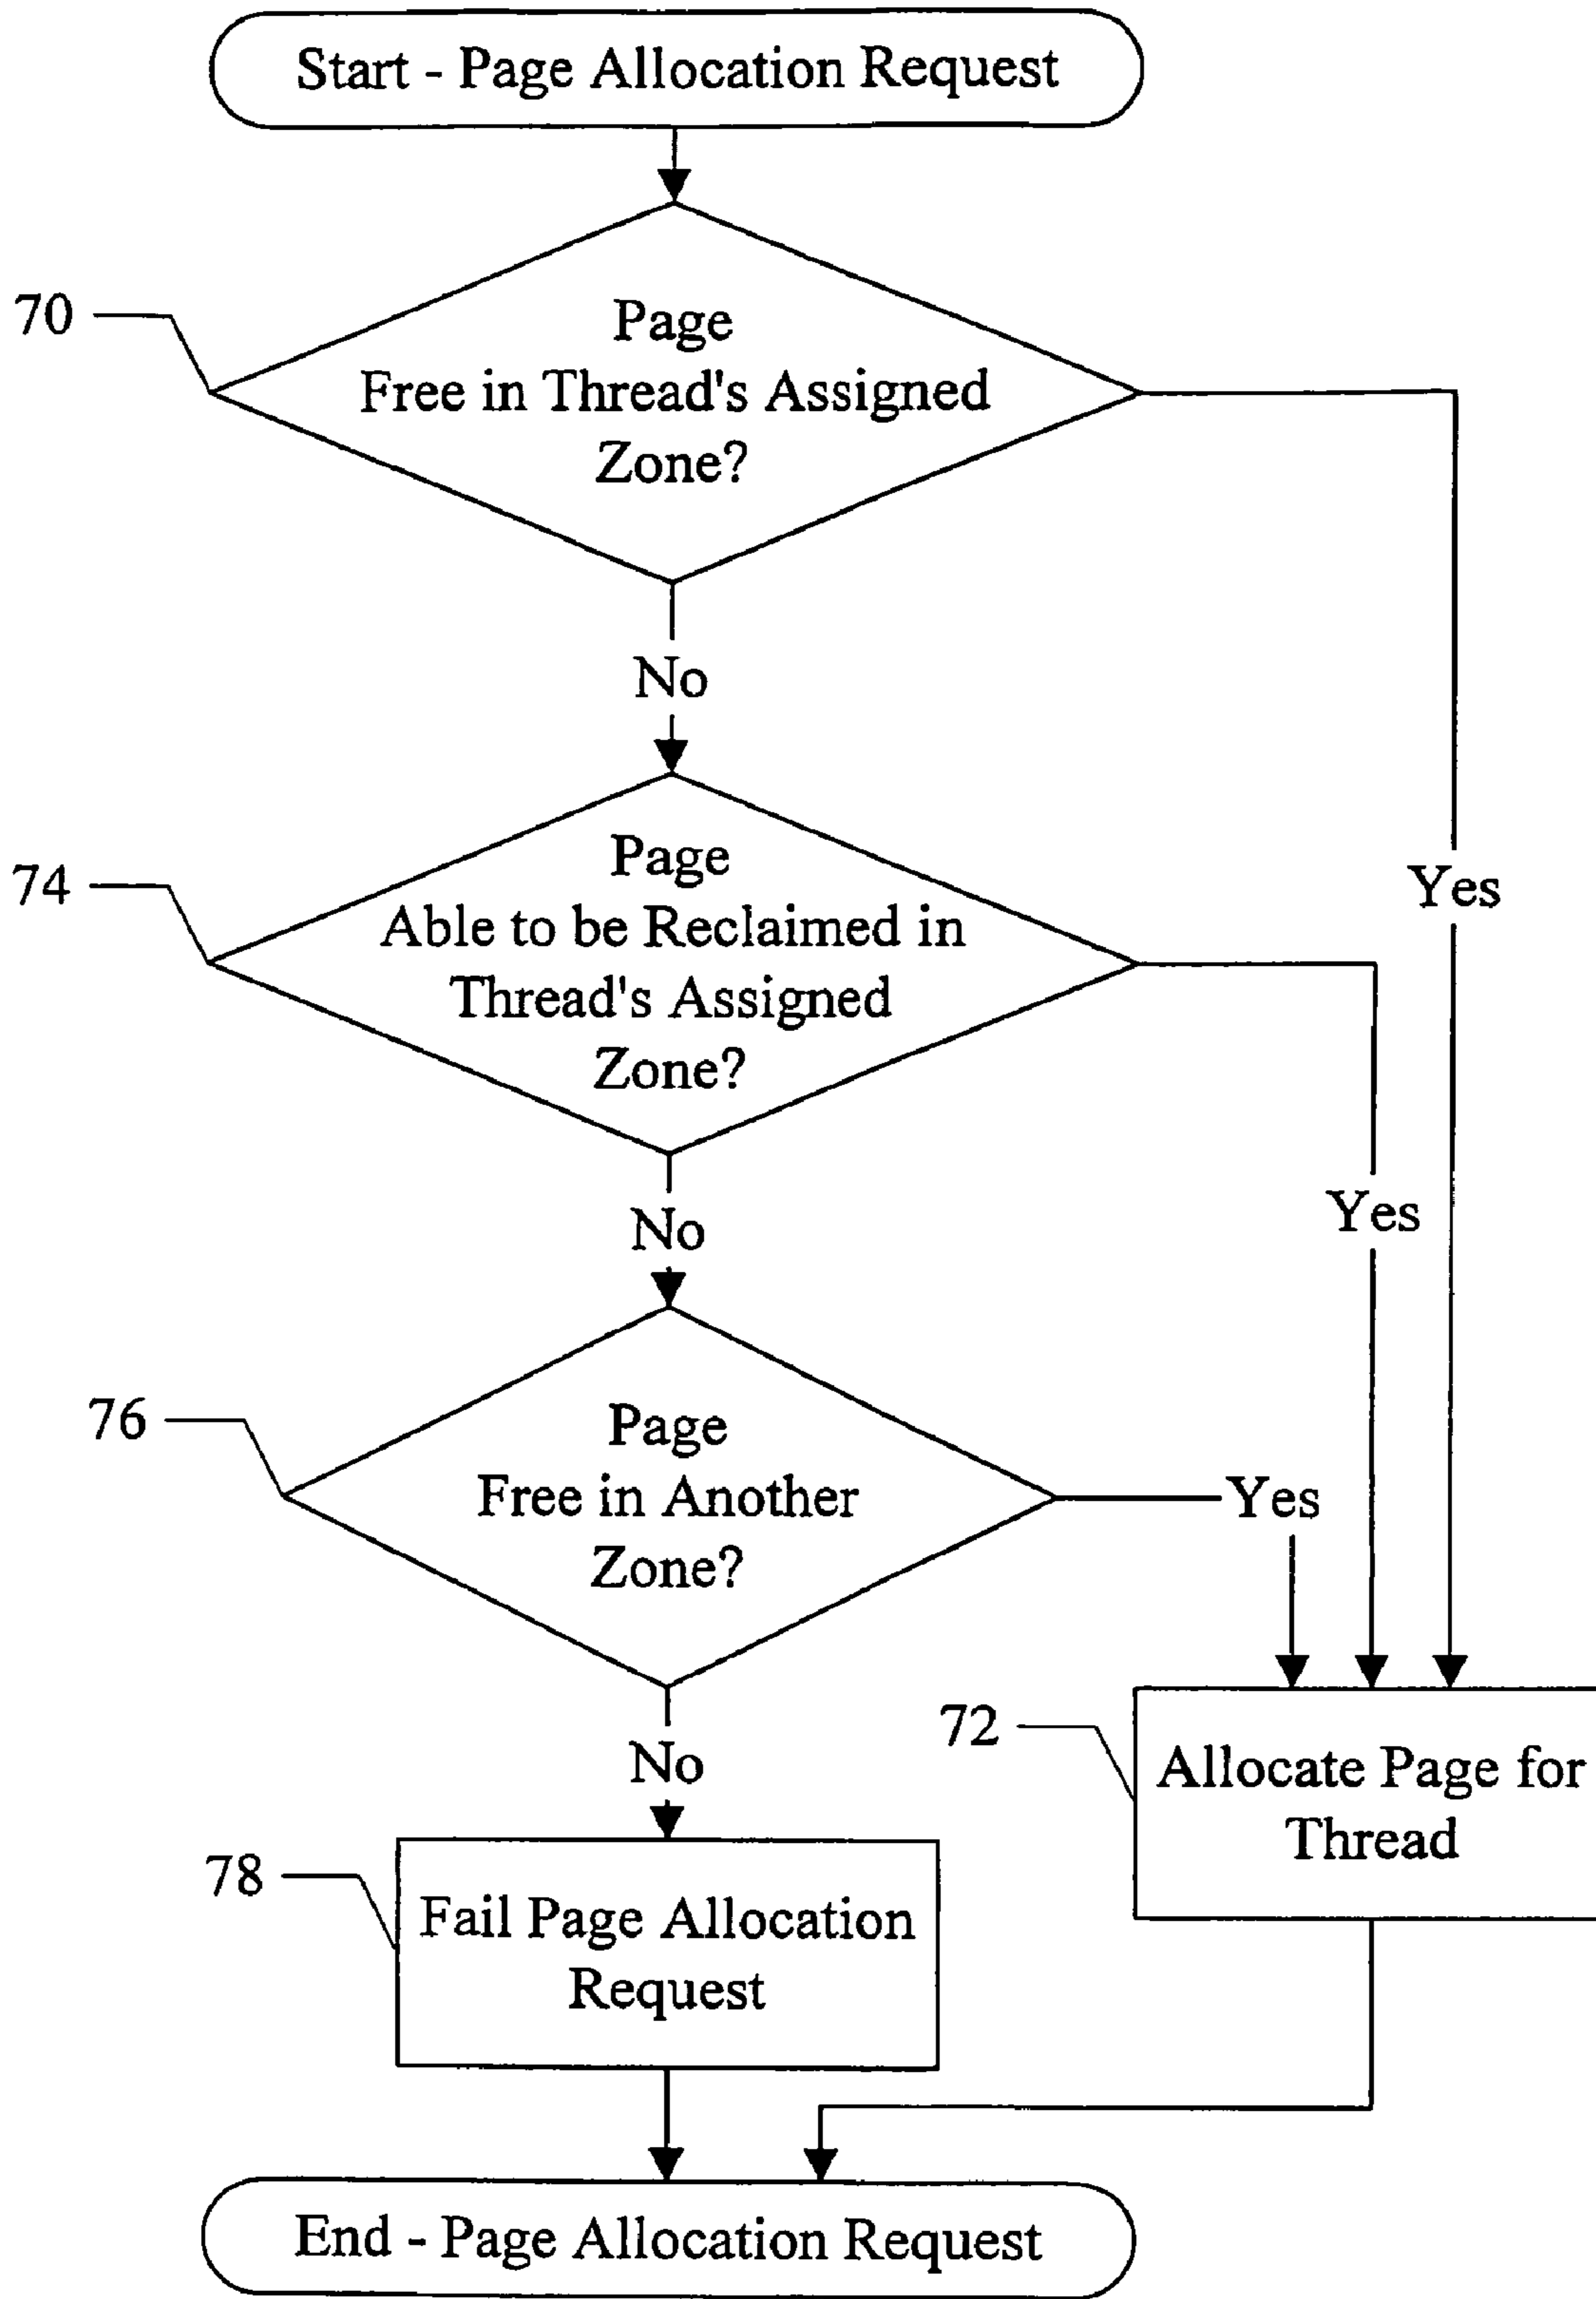 Start - Page Allocation Request
70
Page
Free in Thread's Assigned
Zone?
No
Yes
74
Page
Able to be Reclaimed in
Thread's Assigned
Zone?
Yes
No
76
Page
Free in Another
Zone?
Yes
No
72
Allocate Page for
Thread
78
Fail Page Allocation
Request
End - Page Allocation Request